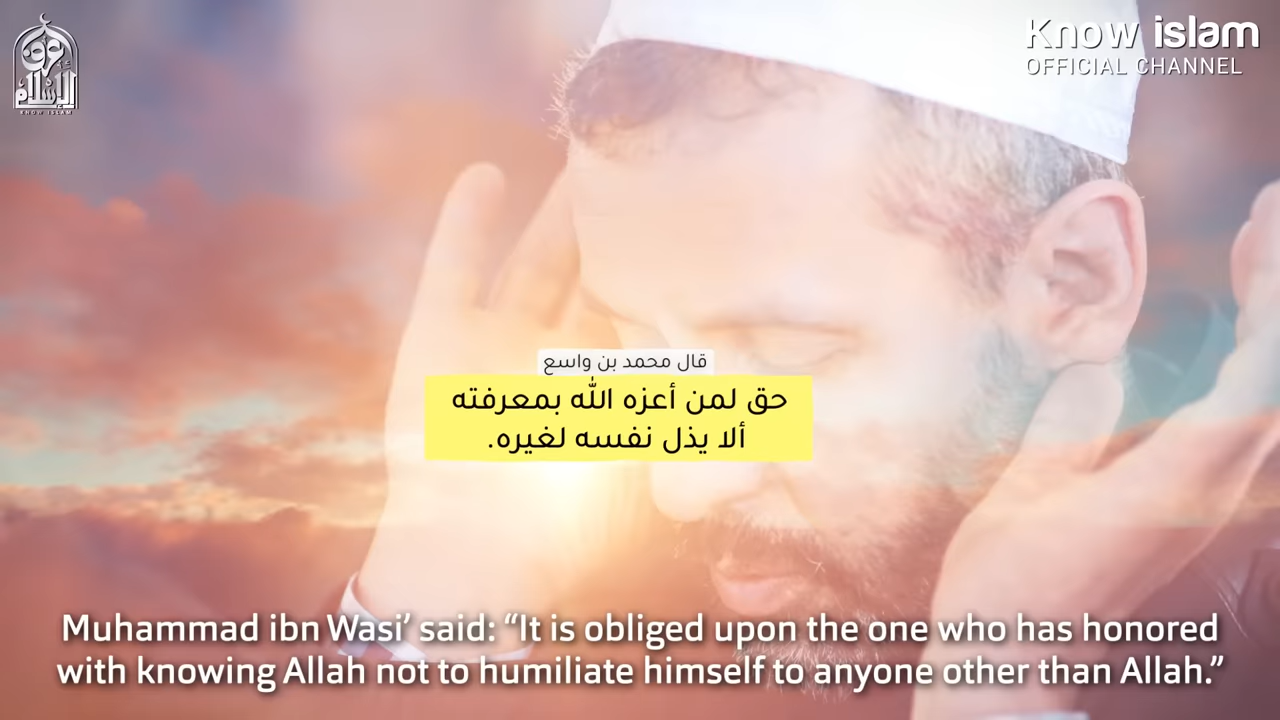 Know islam
OFFICIAL CHANNEL
KNOW ISLAM
قال محمد بن واسع
حق لمن أعزه الله بمعرفته
ألا يذل نفسه لغيره.
Muhammad ibn Wasi’ said: “It is obliged upon the one who has honored
with knowing Allah not to humiliate himself to anyone other than Allah.”